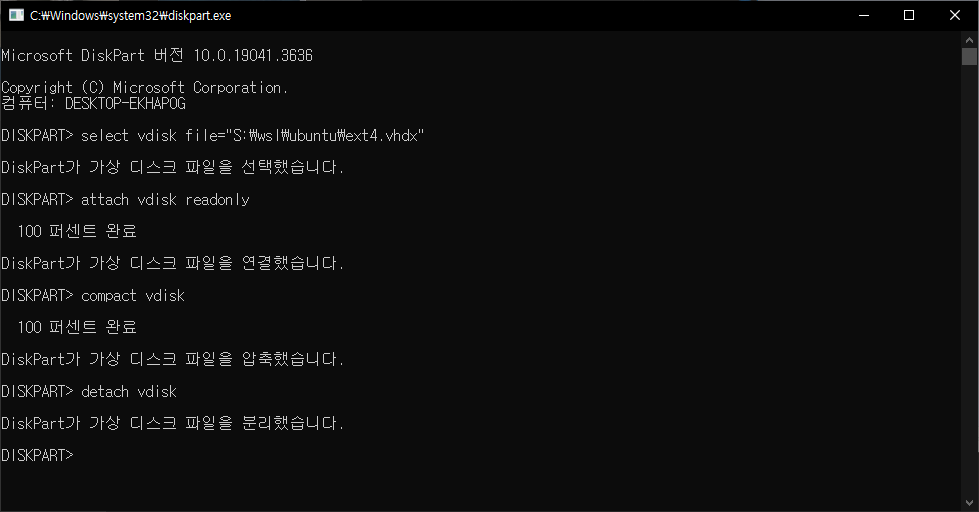 C:₩Windows₩system32₩diskpart.exe
Microsoft DiskPart 버전 10.0.19041.3636
Copyright (C) Microsoft Corporation.
컴퓨터: DESKTOP-EKHAPOG
DISKPART> select vdisk file="S:₩wsl₩ubuntu₩ext4.vhdx"
DiskPart가 가상 디스크 파일을 선택했습니다.
DISKPART> attach vdisk readonly
100 퍼센트 완료
DiskPart가 가상 디스크 파일을 연결했습니다.
DISKPART> compact vdisk
100 퍼센트 완료
DiskPart가 가상 디스크 파일을 압축했습니다.
DISKPART> detach vdisk
DiskPart가 가상 디스크 파일을 분리했습니다.
DISKPART>